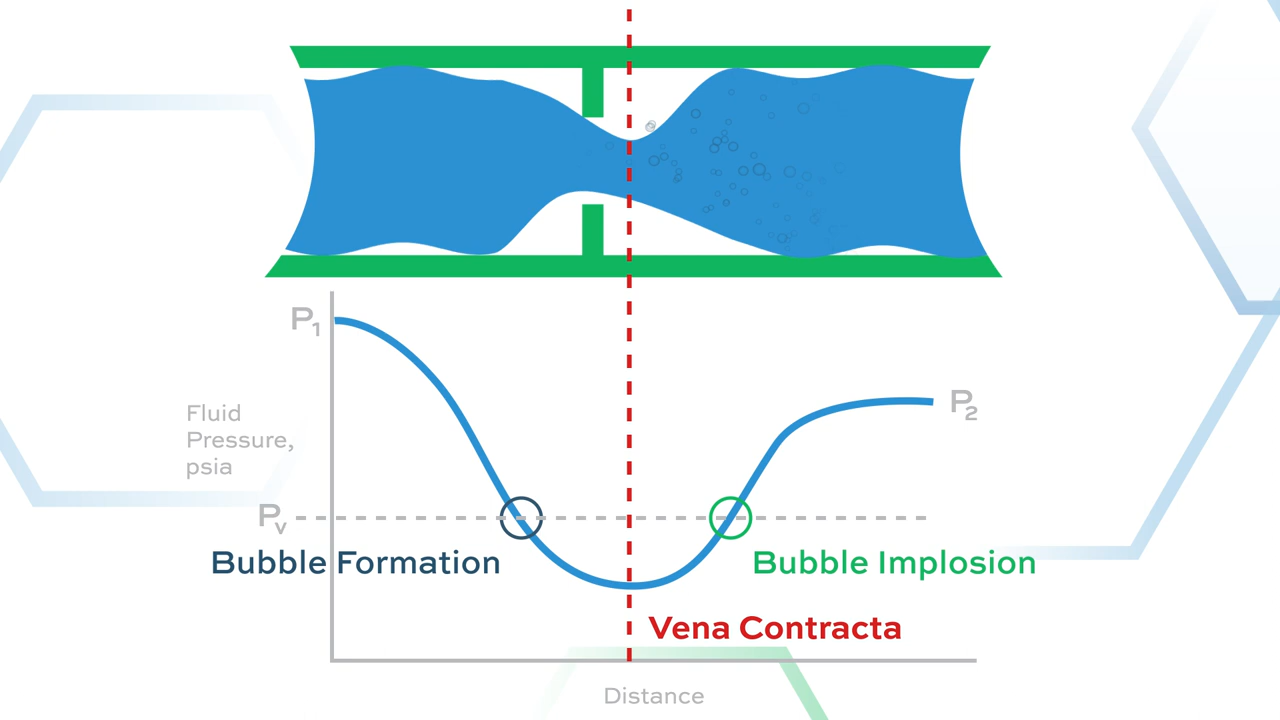 P1
Fluid
Pressure,
psia
P2
Pv
Bubble Formation
Bubble Implosion
Vena Contracta
Distance